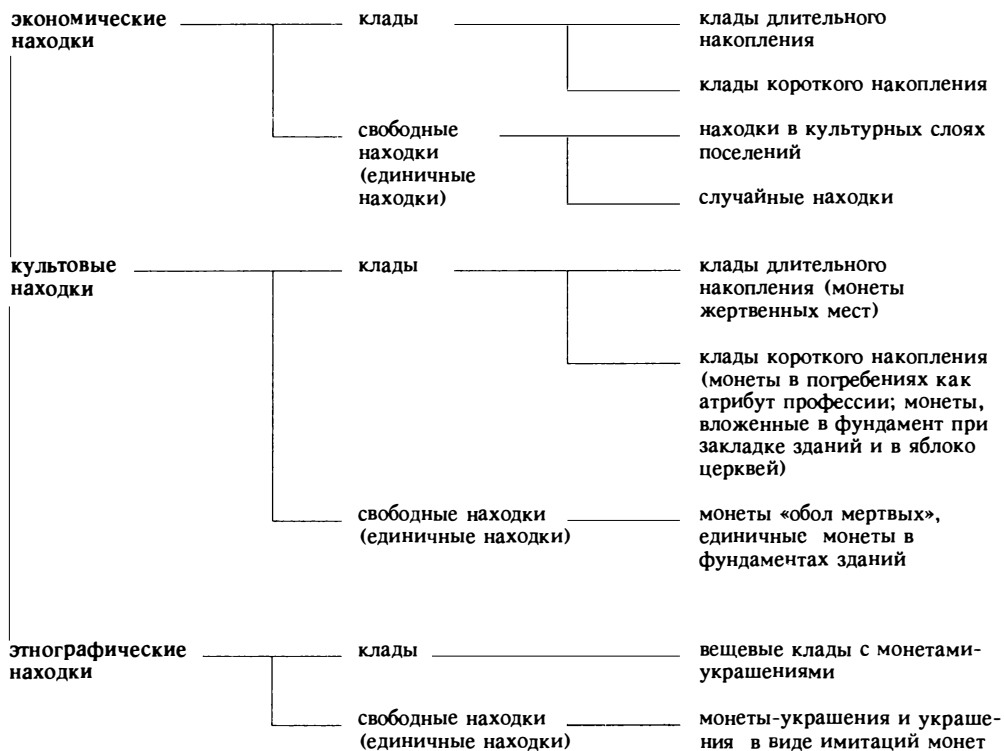 экономические
находки
клады
клады длительного
накопления
клады короткого накопления
свободные
находки
(единичные
находки)
находки в культурных слоях
поселений
случайные находки
культовые
находки
клады
клады длительного
накопления (монеты
жертвенных мест)
клады короткого накопления
(монеты в погребениях как
атрибут профессии; монеты,
вложенные в фундамент при
закладке зданий и в яблоко
церквей)
свободные находки
(единичные находки)
монеты «обол мертвых»,
единичные монеты в
фундаментах зданий
этнографические
находки
клады
вещевые клады с монетами-
украшениями
свободные находки
(единичные находки)
монеты-украшения и украше-
ния в виде имитаций монет